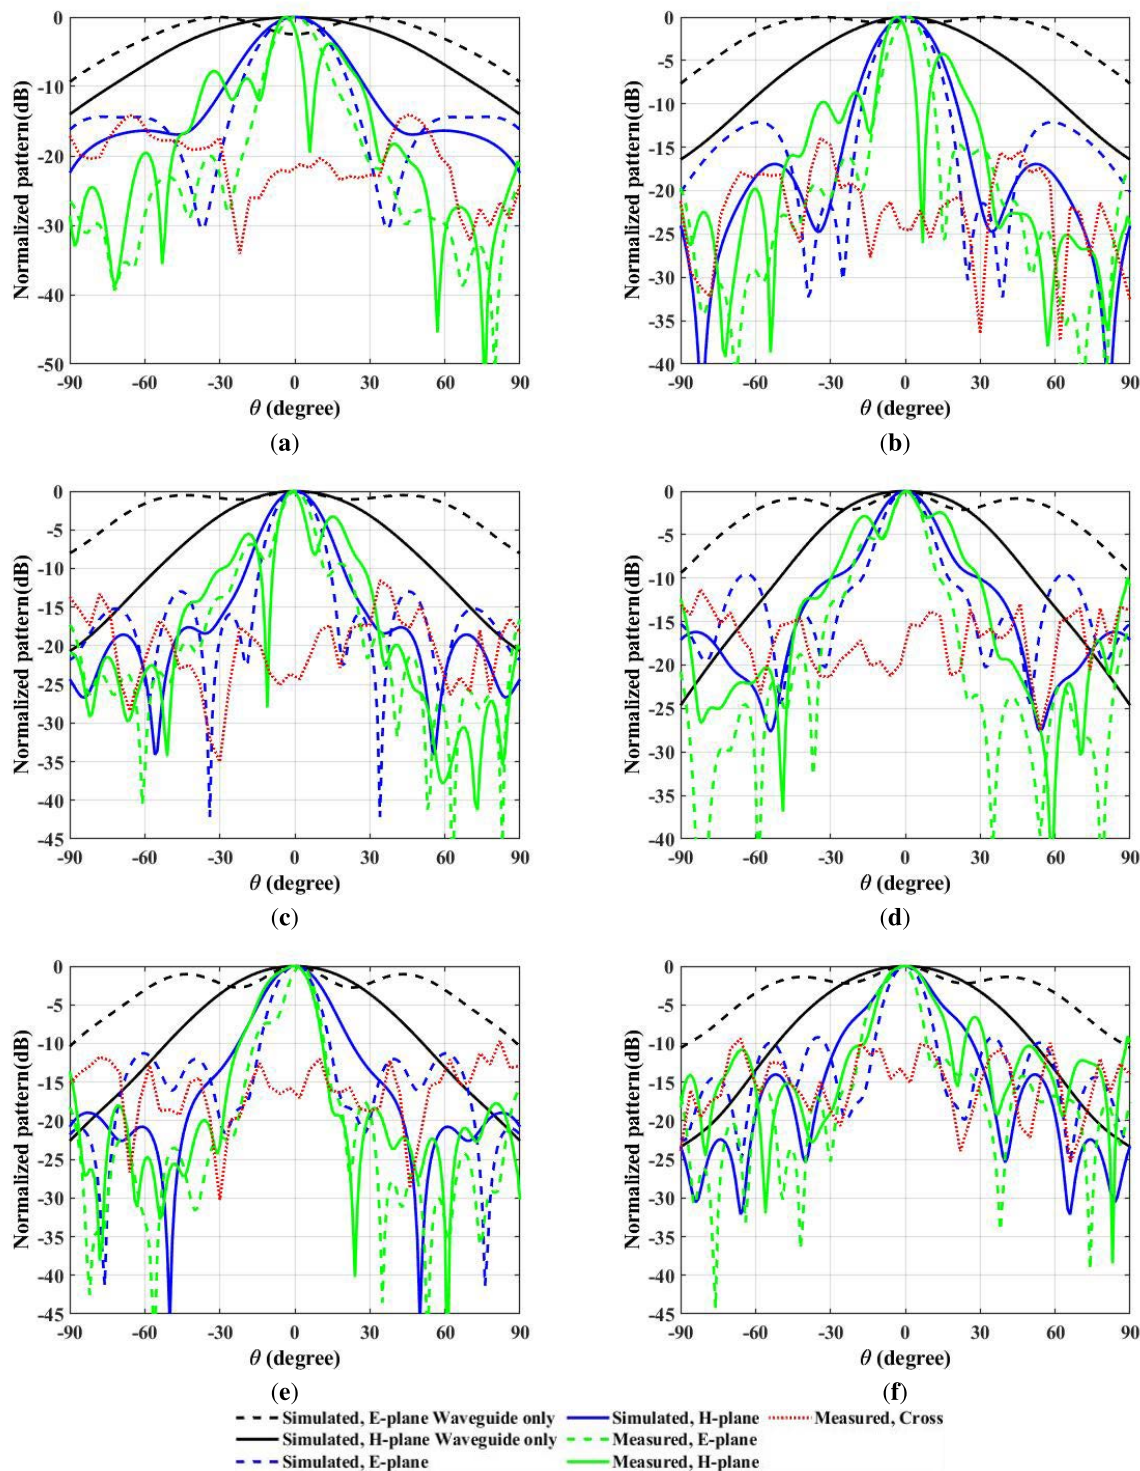 Normalized pattern(dB)
0
-10
-20
-30
-40
-50
-90 -60 -30 0 30 60 90
θ (degree)
(a)
Normalized pattern(dB)
0
-5
-10
-15
-20
-25
-30
-35
-40
-90 -60 -30 0 30 60 90
θ (degree)
(b)
Normalized pattern(dB)
0
-5
-10
-15
-20
-25
-30
-35
-40
-45
-90 -60 -30 0 30 60 90
θ (degree)
(c)
Normalized pattern(dB)
0
-5
-10
-15
-20
-25
-30
-35
-40
-90 -60 -30 0 30 60 90
θ (degree)
(d)
Normalized pattern(dB)
0
-5
-10
-15
-20
-25
-30
-35
-40
-45
-90 -60 -30 0 30 60 90
θ (degree)
(e)
Normalized pattern(dB)
0
-5
-10
-15
-20
-25
-30
-35
-40
-45
-90 -60 -30 0 30 60 90
θ (degree)
(f)
Simulated, E-plane Waveguide only Simulated, H-plane Measured, Cross
Simulated, H-plane Waveguide only Measured, E-plane
Simulated, E-plane Measured, H-plane